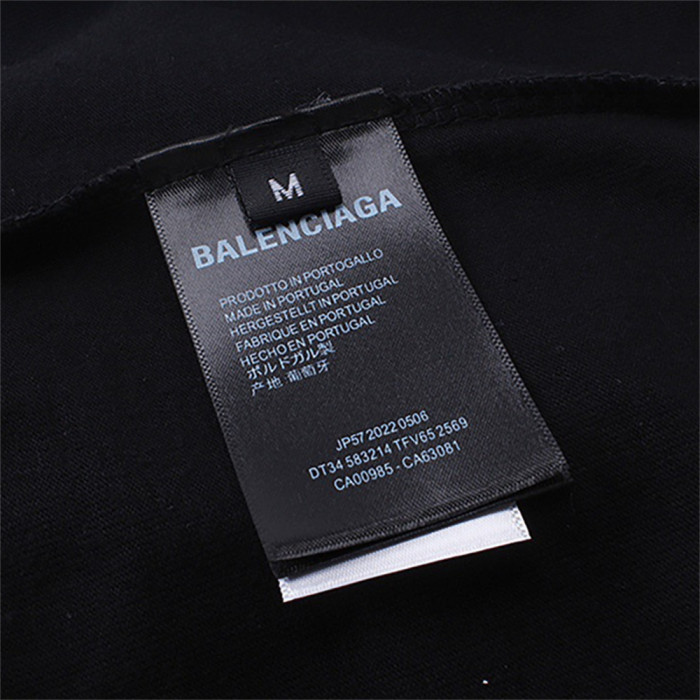 M
BALENCIAGA
PRODOTTO IN PORTOGALLO
MADE IN PORTUGAL
HERGESTELLT IN PORTUGAL
FABRIQUE EN PORTUGAL
HECHO EN PORTUGAL
ポルトガル製
产地 葡萄牙
JP57 2022 0506
DT34 583214 TFV65 2569
CA00985 - CA63081